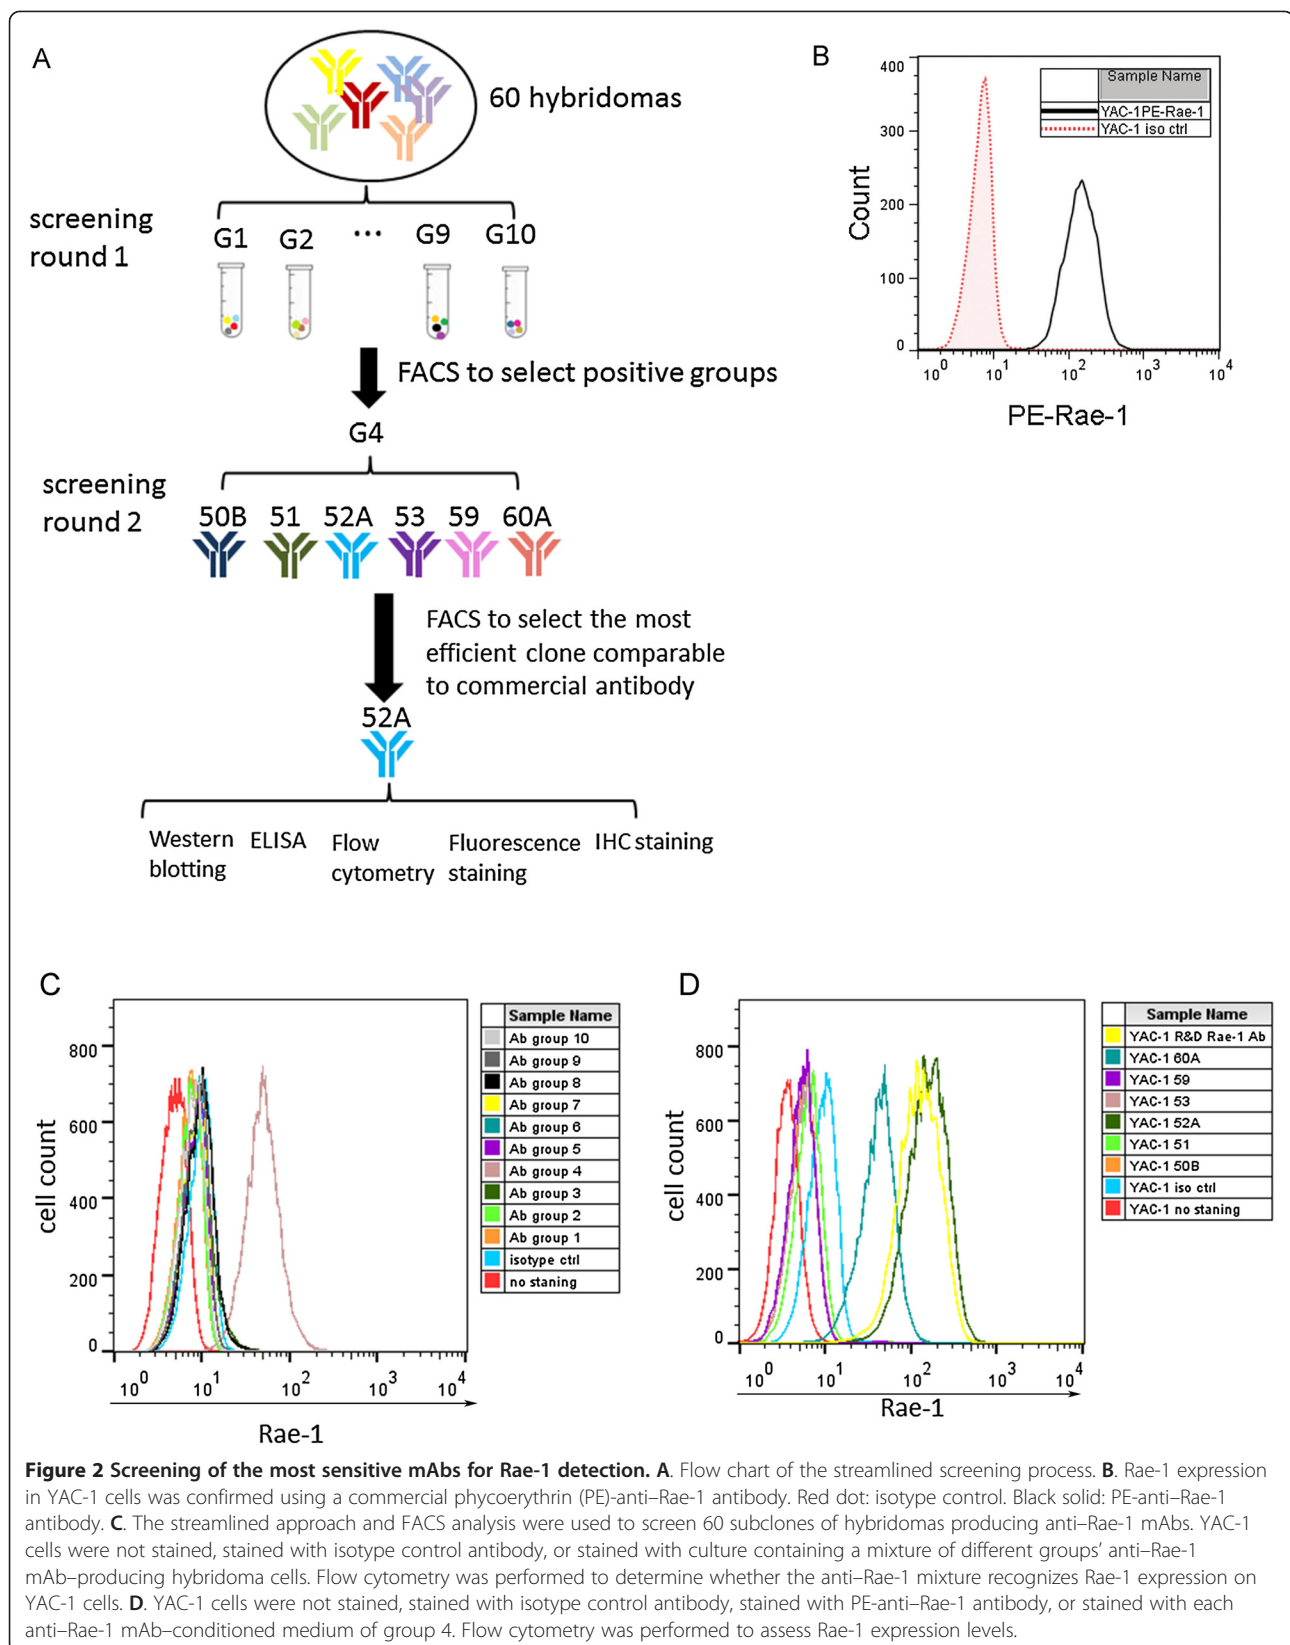 A
60 hybridomas
screening
round 1
G1
G2
...
G9
G10
FACS to select positive groups
G4
screening
round 2
50B
51
52A
53
59
60A
FACS to select the most
efficient clone comparable
to commercial antibody
52A
Western
blotting
ELISA
Flow
cytometry
Fluorescence
staining
IHC staining
B
400
300
200
100
0
Count
Sample Name
YAC-1PE-Rae-1
YAC-1 iso ctrl
10^0
10^1
10^2
10^3
10^4
PE-Rae-1
C
800
600
400
200
0
cell count
10^0
10^1
10^2
10^3
10^4
Rae-1
Sample Name
Ab group 10
Ab group 9
Ab group 8
Ab group 7
Ab group 6
Ab group 5
Ab group 4
Ab group 3
Ab group 2
Ab group 1
isotype ctrl
no staning
D
800
600
400
200
0
cell count
10^0
10^1
10^2
10^3
10^4
Rae-1
Sample Name
YAC-1 R&D Rae-1 Ab
YAC-1 60A
YAC-1 59
YAC-1 53
YAC-1 52A
YAC-1 51
YAC-1 50B
YAC-1 iso ctrl
YAC-1 no staning
Figure 2 Screening of the most sensitive mAbs for Rae-1 detection. A. Flow chart of the streamlined screening process. B. Rae-1 expression
in YAC-1 cells was confirmed using a commercial phycoerythrin (PE)-anti–Rae-1 antibody. Red dot: isotype control. Black solid: PE-anti–Rae-1
antibody. C. The streamlined approach and FACS analysis were used to screen 60 subclones of hybridomas producing anti–Rae-1 mAbs. YAC-1
cells were not stained, stained with isotype control antibody, or stained with culture containing a mixture of different groups' anti–Rae-1
mAb–producing hybridoma cells. Flow cytometry was performed to determine whether the anti–Rae-1 mixture recognizes Rae-1 expression on
YAC-1 cells. D. YAC-1 cells were not stained, stained with isotype control antibody, stained with PE-anti–Rae-1 antibody, or stained with each
anti–Rae-1 mAb–conditioned medium of group 4. Flow cytometry was performed to assess Rae-1 expression levels.